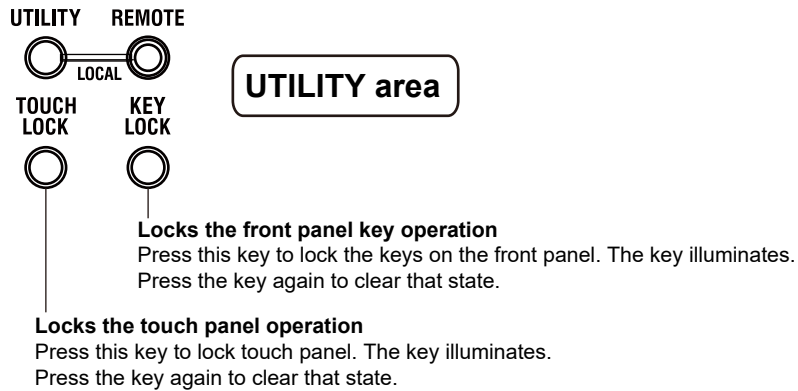 UTILITY REMOTE
LOCAL
UTILITY area
TOUCH LOCK
KEY LOCK
Locks the front panel key operation
Press this key to lock the keys on the front panel. The key illuminates.
Press the key again to clear that state.
Locks the touch panel operation
Press this key to lock touch panel. The key illuminates.
Press the key again to clear that state.